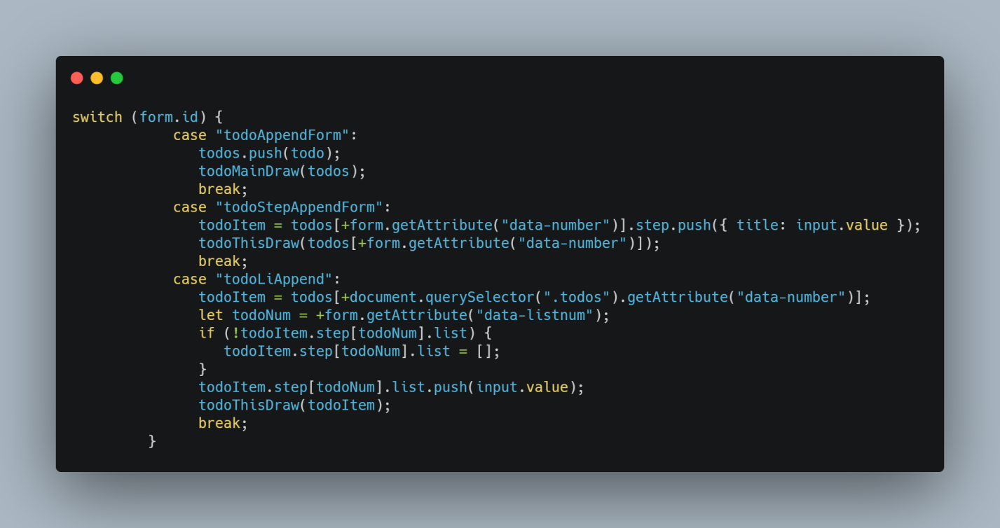 switch (form.id) {
            case "todoAppendForm":
               todos.push(todo);
               todoMainDraw(todos);
               break;
            case "todoStepAppendForm":
               todoItem = todos[+form.getAttribute("data-number")].step.push({ title: input.value });
               todoThisDraw(todos[+form.getAttribute("data-number")]);
               break;
            case "todoLiAppend":
               todoItem = todos[+document.querySelector(".todos").getAttribute("data-number")];
               let todoNum = +form.getAttribute("data-listnum");
               if (!todoItem.step[todoNum].list) {
                  todoItem.step[todoNum].list = [];
               }
               todoItem.step[todoNum].list.push(input.value);
               todoThisDraw(todoItem);
               break;
         }